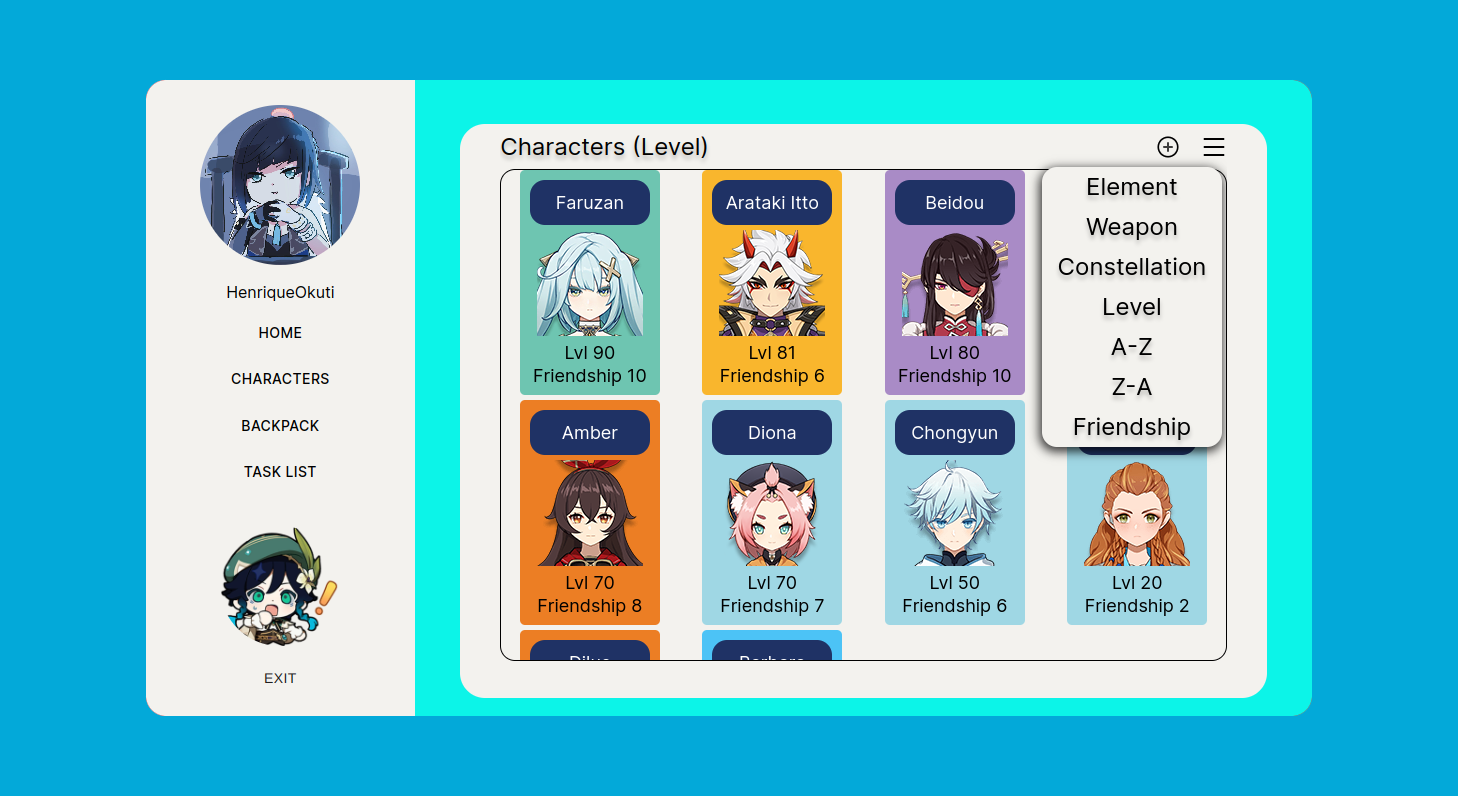 HenriqueOkuti
HOME
CHARACTERS
BACKPACK
TASK LIST
EXIT
Characters (Level)
Element
Weapon
Constellation
Level
A-Z
Z-A
Friendship
Faruzan
Lvl 90
Friendship 10
Arataki Itto
Lvl 81
Friendship 6
Beidou
Lvl 80
Friendship 10
Amber
Lvl 70
Friendship 8
Diona
Lvl 70
Friendship 7
Chongyun
Lvl 50
Friendship 6
Lvl 20
Friendship 2
Diluc
Barbara